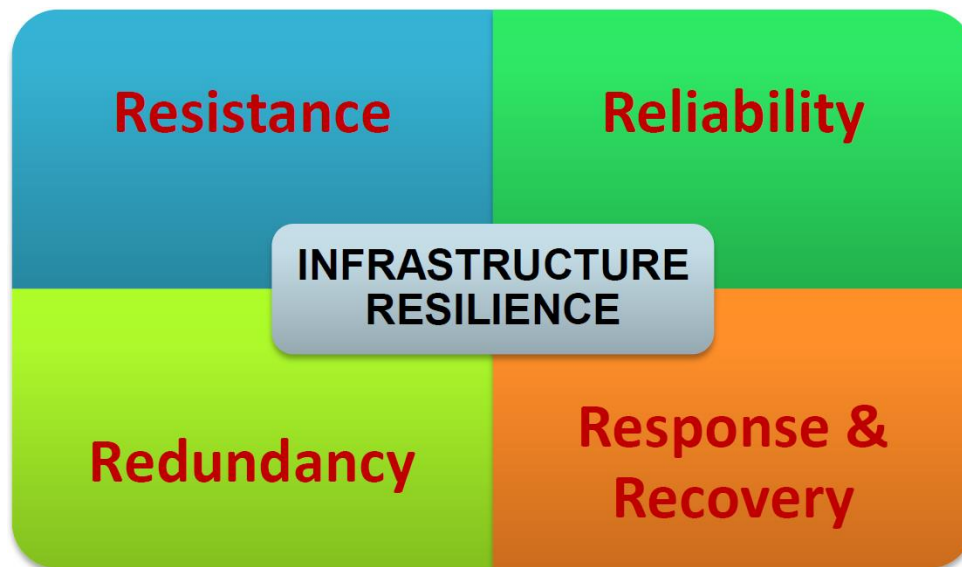 Resistance
Reliability
INFRASTRUCTURE
RESILIENCE
Redundancy
Response &
Recovery